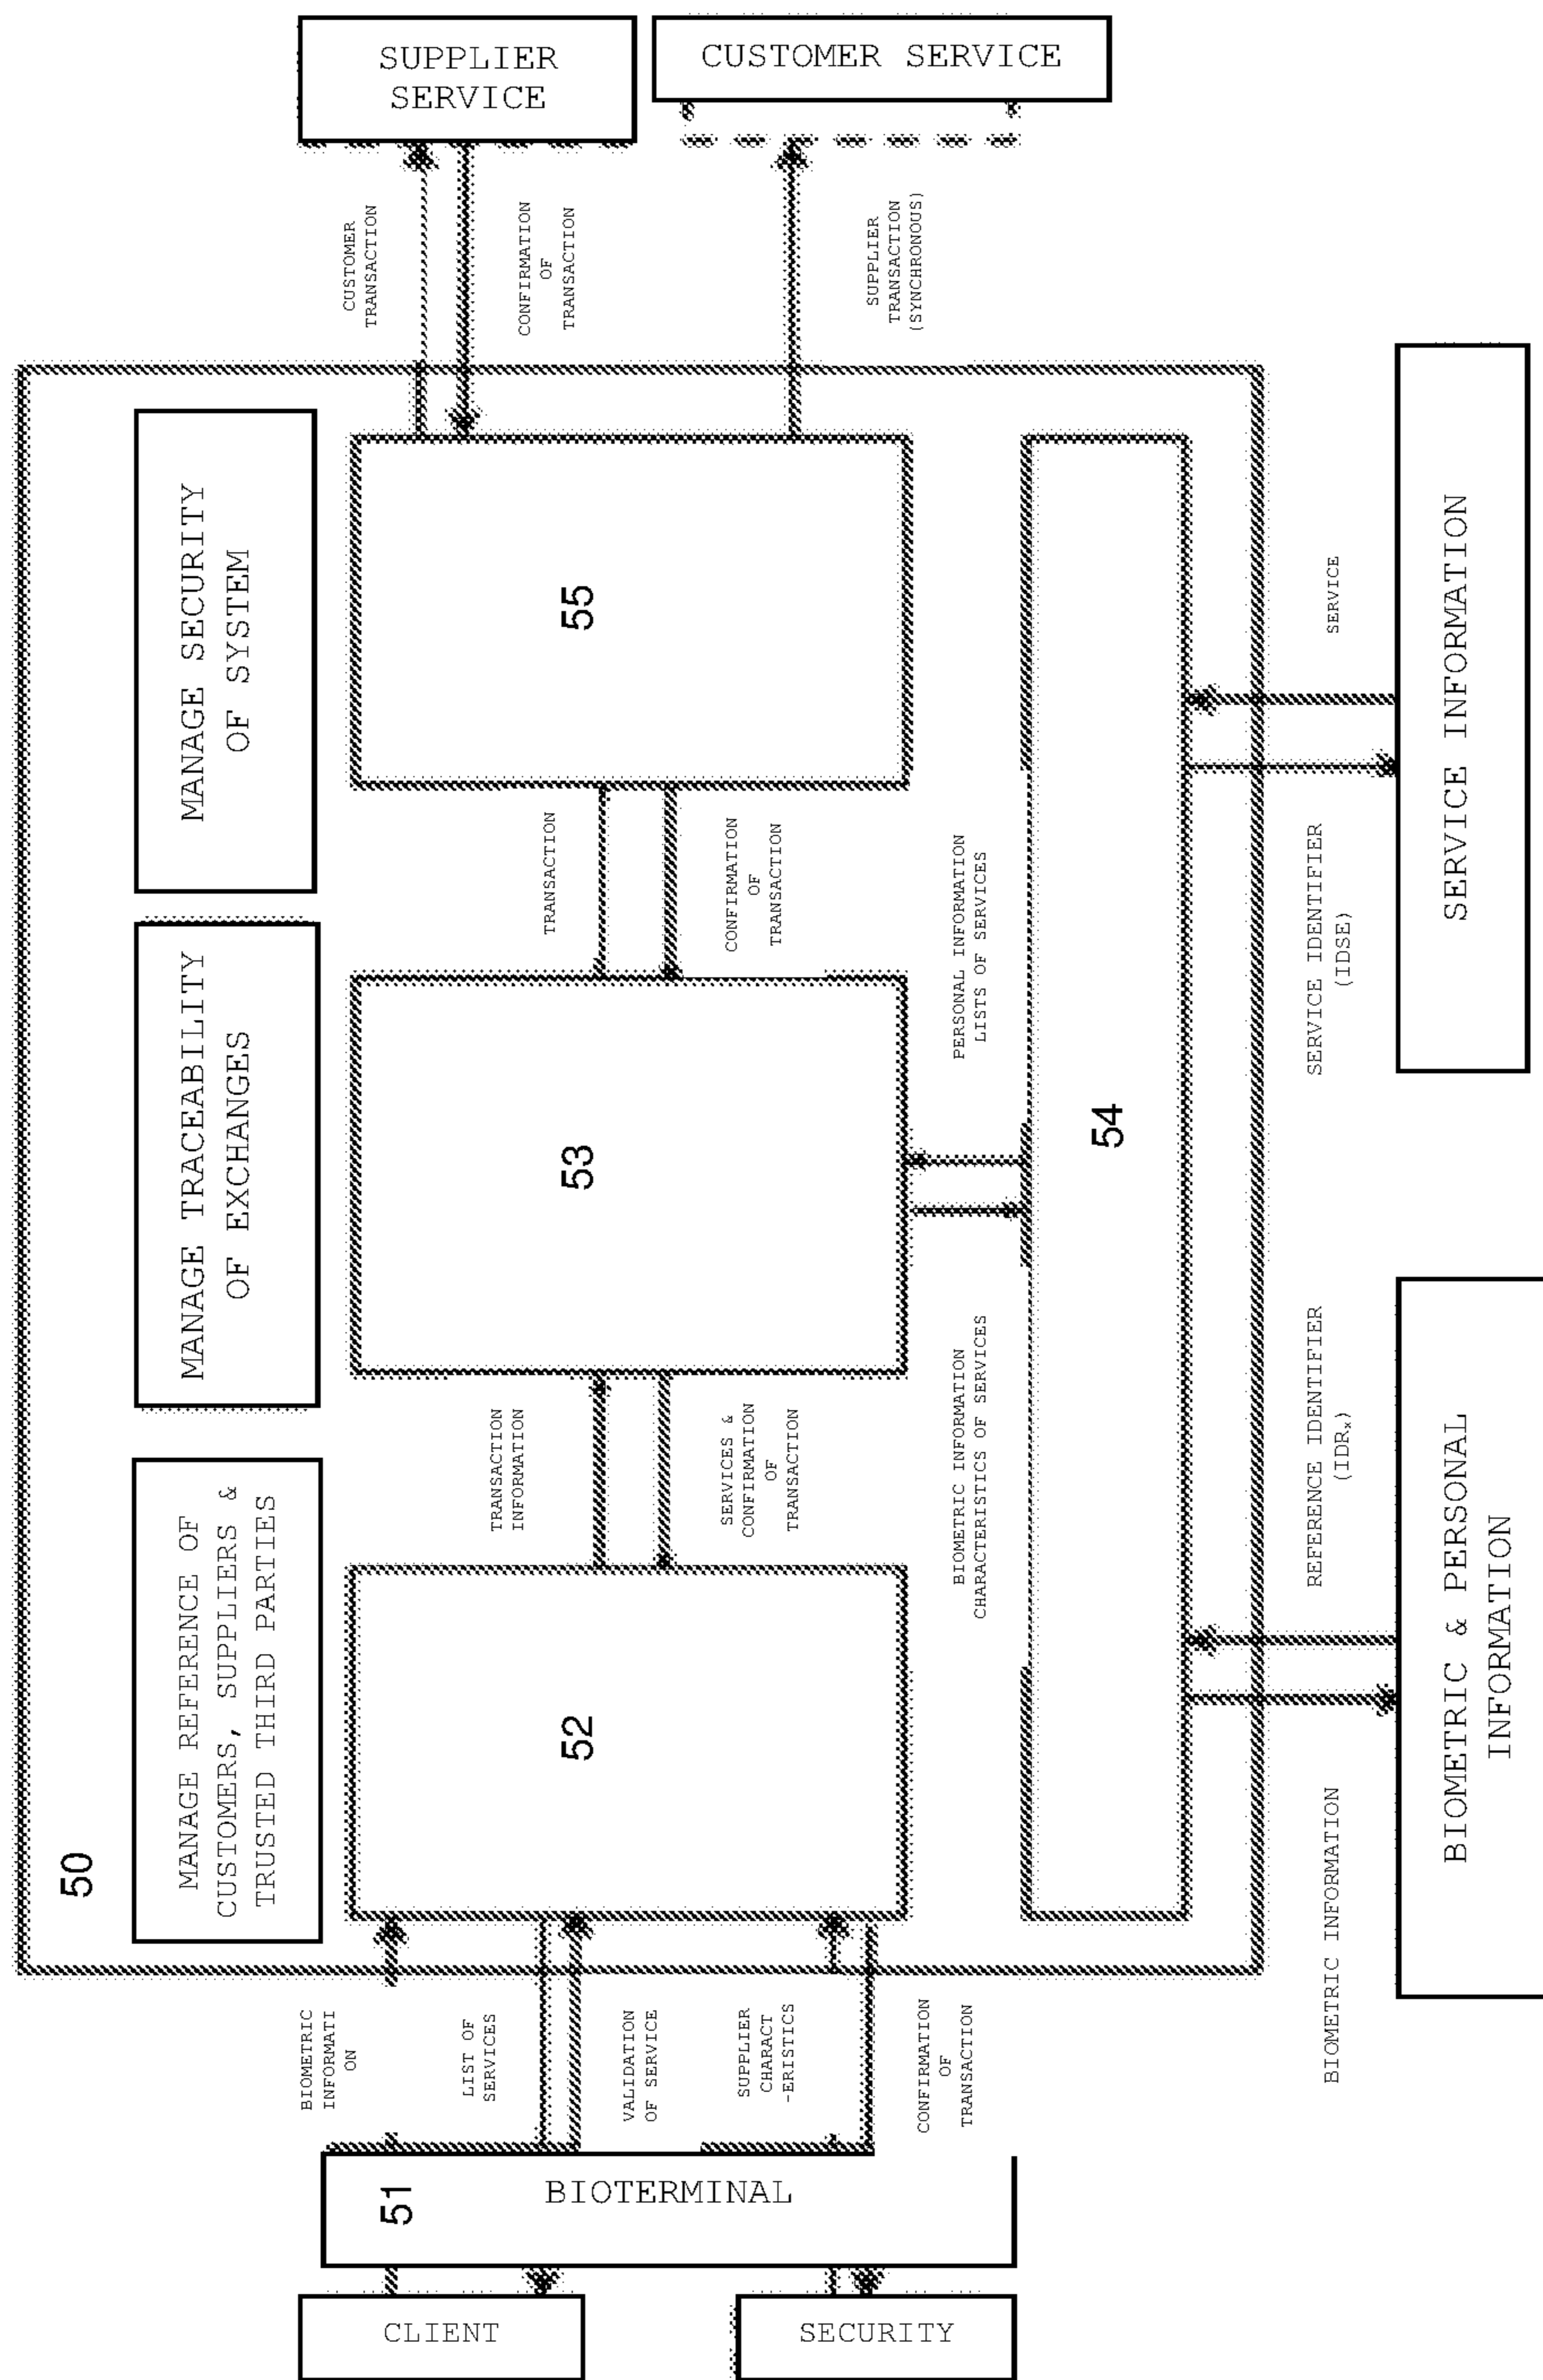 SUPPLIER
SERVICE
CUSTOMER SERVICE
CUSTOMER
TRANSACTION
CONFIRMATION
OF
TRANSACTION
SUPPLIER
TRANSACTION
(SYNCHRONOUS)
50
MANAGE REFERENCE OF
CUSTOMERS, SUPPLIERS &
TRUSTED THIRD PARTIES
MANAGE TRACEABILITY
OF EXCHANGES
MANAGE SECURITY
OF SYSTEM
52
53
55
54
TRANSACTION
INFORMATION
SERVICES &
CONFIRMATION
OF
TRANSACTION
TRANSACTION
CONFIRMATION
OF
TRANSACTION
BIOMETRIC INFORMATION
CHARACTERISTICS OF SERVICES
PERSONAL INFORMATION
LISTS OF SERVICES
BIOMETRIC
INFORMATI
ON
LIST OF
SERVICES
VALIDATION
OF SERVICE
SUPPLIER
CHARACT
-ERISTICS
CONFIRMATION
OF
TRANSACTION
51
BIOTERMINAL
CLIENT
SECURITY
BIOMETRIC INFORMATION
REFERENCE IDENTIFIER
(IDRx)
SERVICE IDENTIFIER
(IDSE)
SERVICE
BIOMETRIC & PERSONAL
INFORMATION
SERVICE INFORMATION